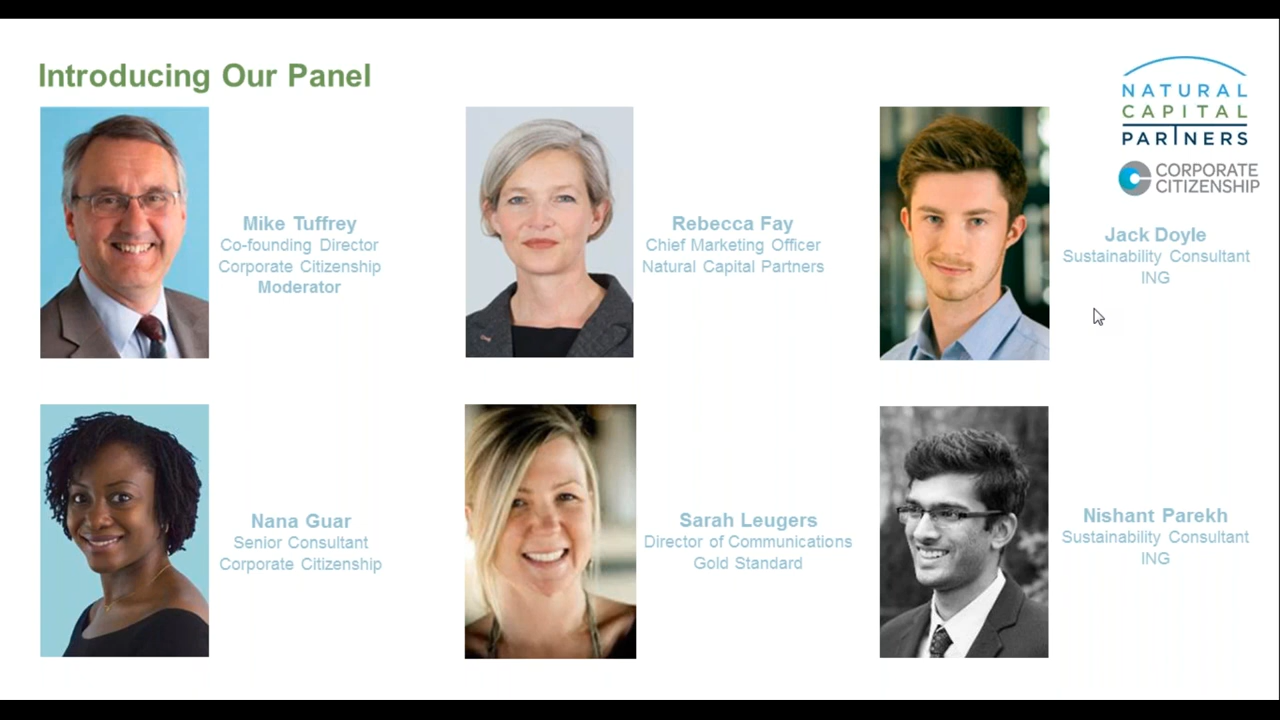 Introducing Our Panel
NATURAL
CAPITAL
PARTNERS
CORPORATE
CITIZENSHIP
Mike Tuffrey
Co-founding Director
Corporate Citizenship
Moderator
Rebecca Fay
Chief Marketing Officer
Natural Capital Partners
Jack Doyle
Sustainability Consultant
ING
Nana Guar
Senior Consultant
Corporate Citizenship
Sarah Leugers
Director of Communications
Gold Standard
Nishant Parekh
Sustainability Consultant
ING